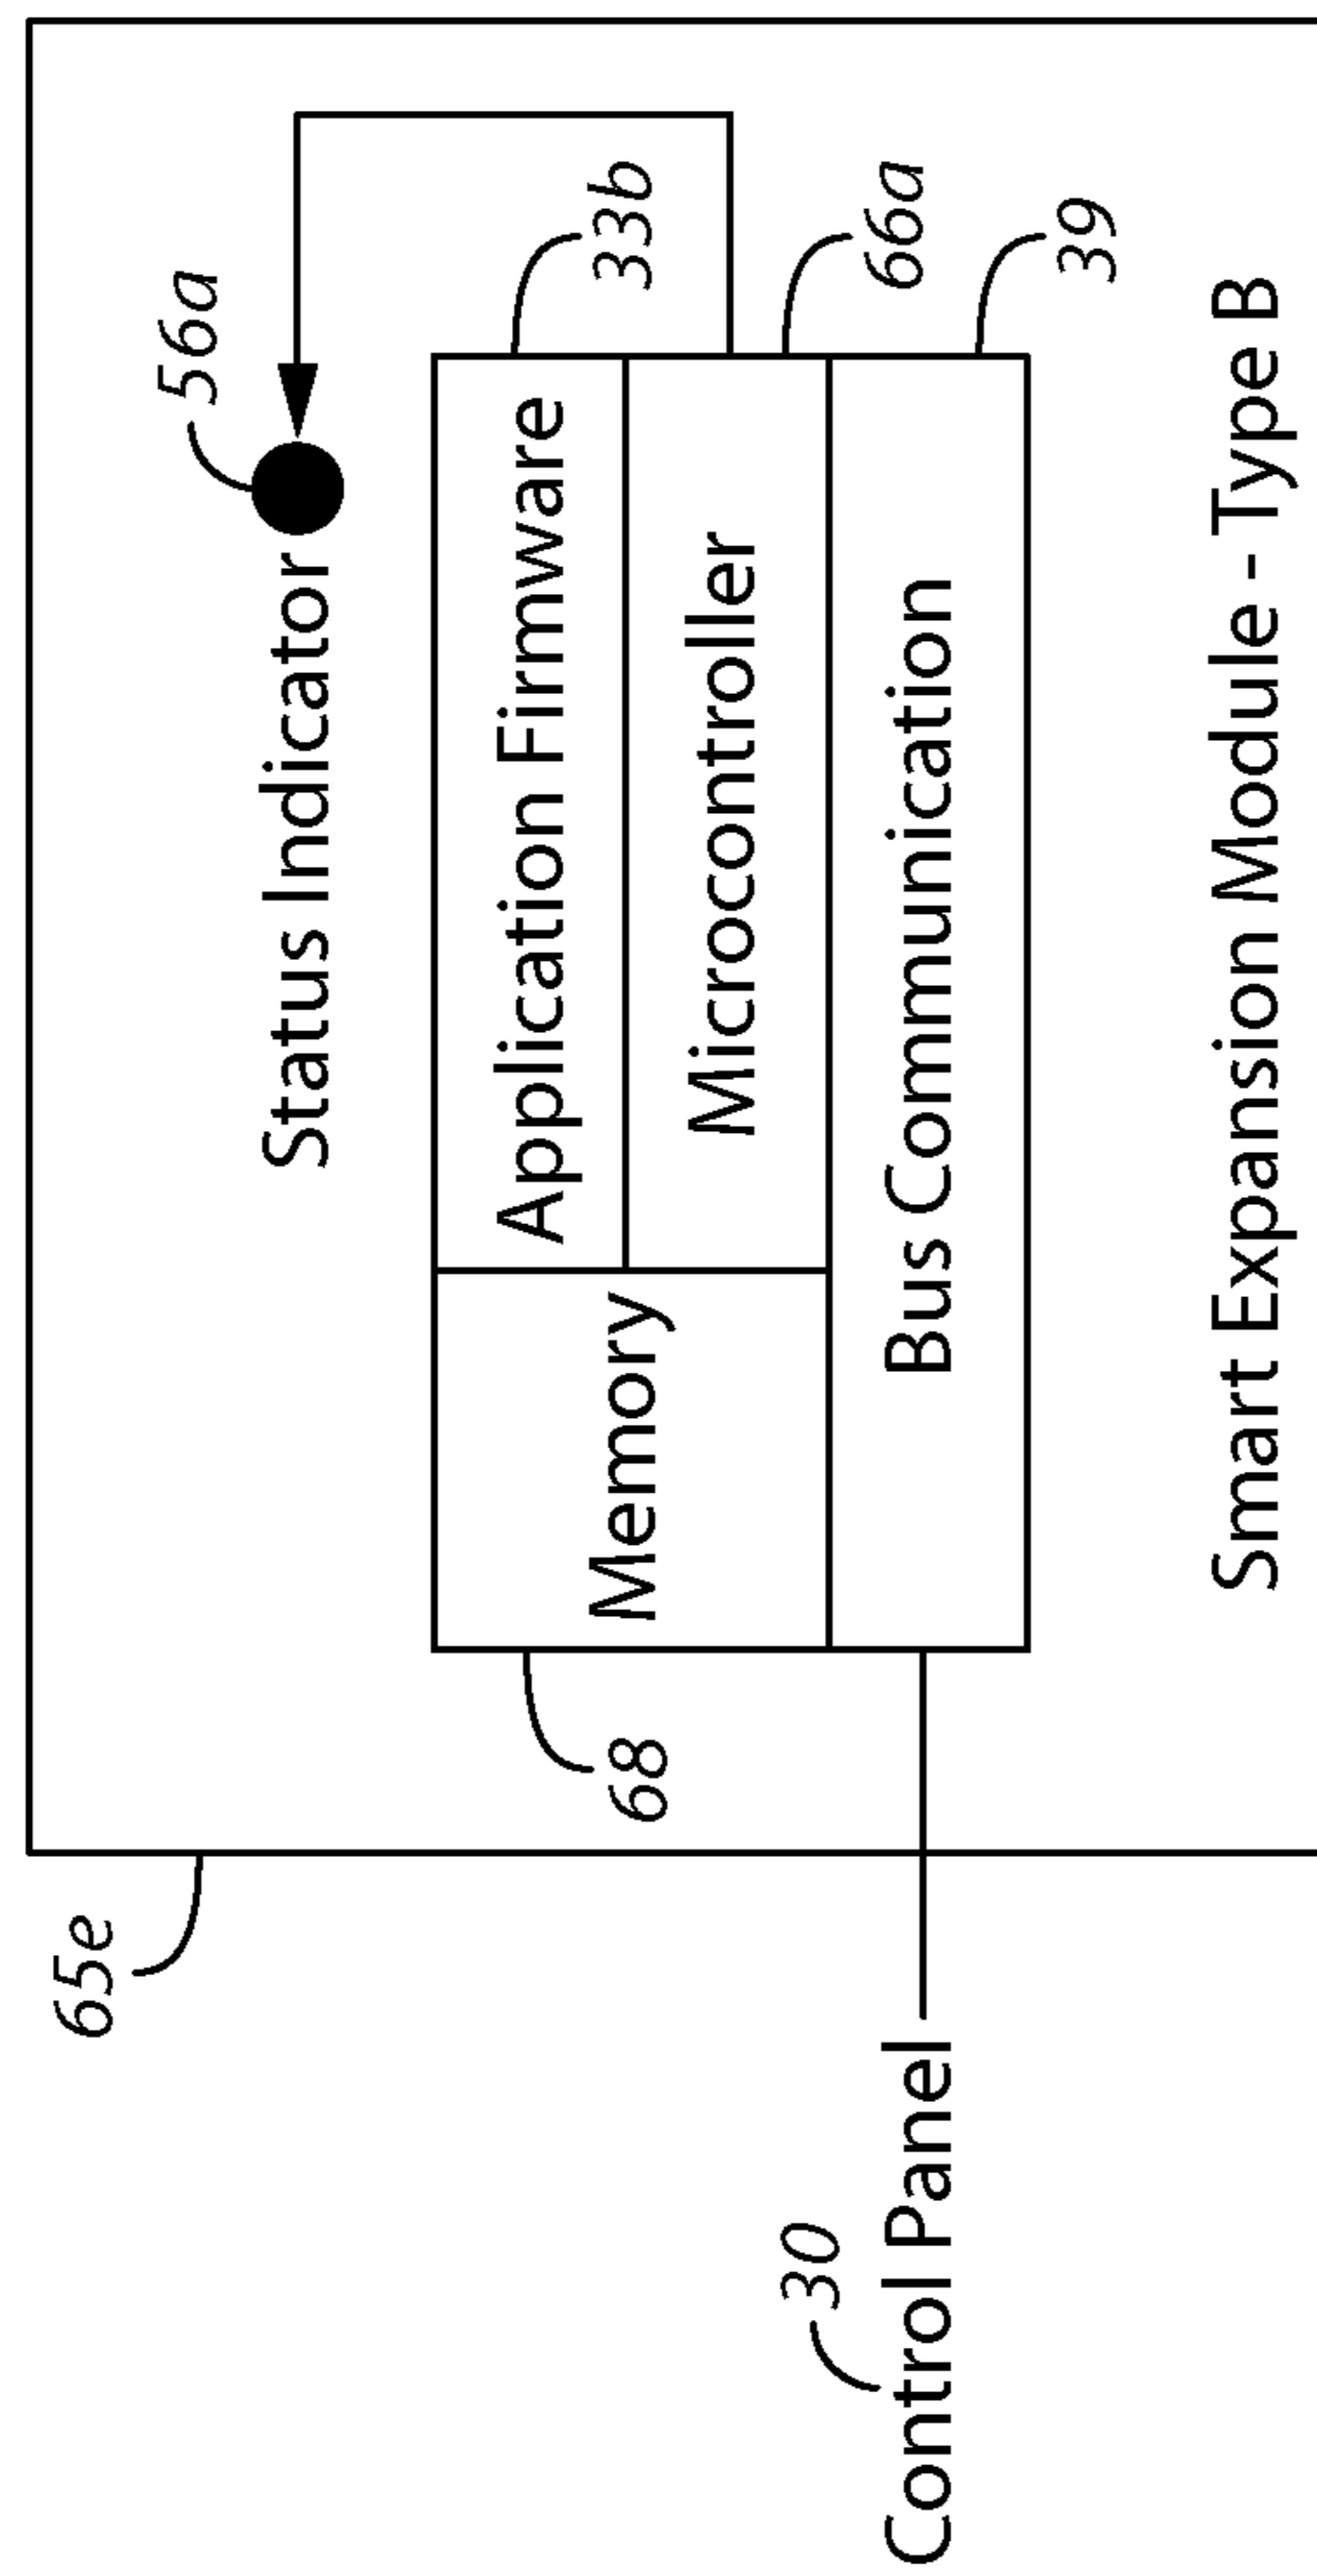 65e
56a
Status Indicator
33b
68
Memory
Application Firmware
Microcontroller
66a
30
Control Panel
Bus Communication
39
Smart Expansion Module - Type B